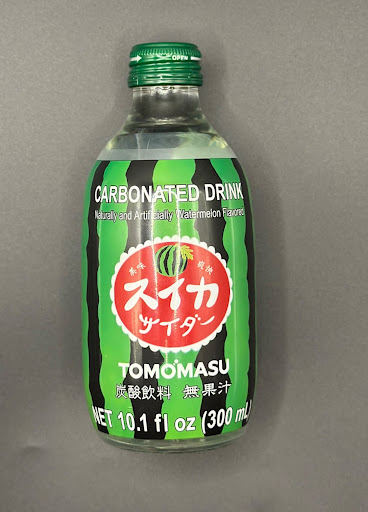 OPEN
CARBONATED DRINK
Naturally and Artificially Watermelon Flavored
スイカ
サイダー
TOMOMASU
炭酸飲料 無果汁
NET 10.1 fl oz (300 mL)